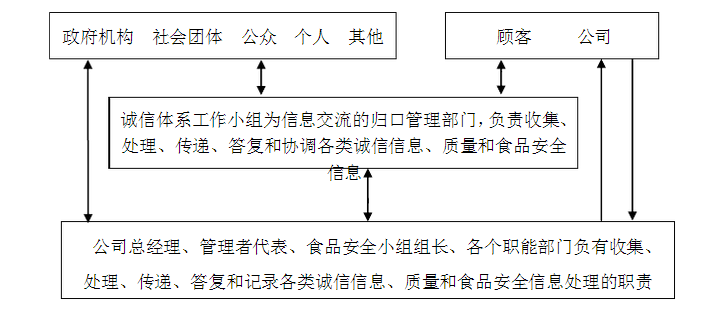 政府机构 社会团体 公众 个人 其他
顾客 公司
诚信体系工作小组为信息交流的归口管理部门，负责收集、
处理、传递、答复和协调各类诚信信息、质量和食品安全
信息
公司总经理、管理者代表、食品安全小组组长、各个职能部门负有收集、
处理、传递、答复和记录各类诚信信息、质量和食品安全信息处理的职责